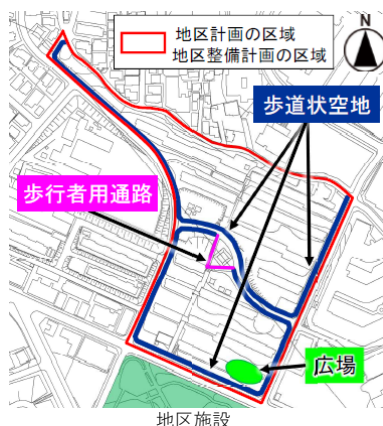 地区計画の区域
地区整備計画の区域
N
歩道状空地
歩行者用通路
広場
地区施設